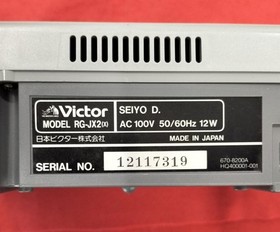 Victor
SEIYO D.
MODEL RG-JX2(X)
AC 100V 50/60Hz 12W
日本ビクター株式会社
MADE IN JAPAN
SERIAL NO. 12117319
670-8200A
HG400001-001